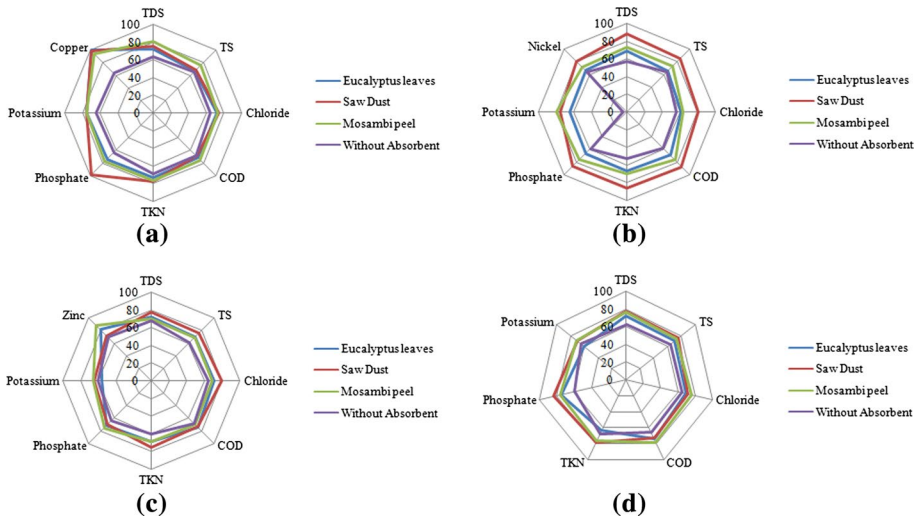 TDS
100
80
60
40
20
0
TS
Chloride
COD
TKN
Phosphate
Potassium
Copper
Eucalyptus leaves
Saw Dust
Mosambi peel
Without Absorbent
(a)
TDS
100
80
60
40
20
0
TS
Chloride
COD
TKN
Phosphate
Potassium
Nickel
Eucalyptus leaves
Saw Dust
Mosambi peel
Without Absorbent
(b)
TDS
100
80
60
40
20
0
TS
Chloride
COD
TKN
Phosphate
Potassium
Zinc
Eucalyptus leaves
Saw Dust
Mosambi peel
Without Absorbent
(c)
TDS
100
80
60
40
20
0
TS
Chloride
COD
TKN
Phosphate
Potassium
Eucalyptus leaves
Saw Dust
Mosambi peel
Without Absorbent
(d)